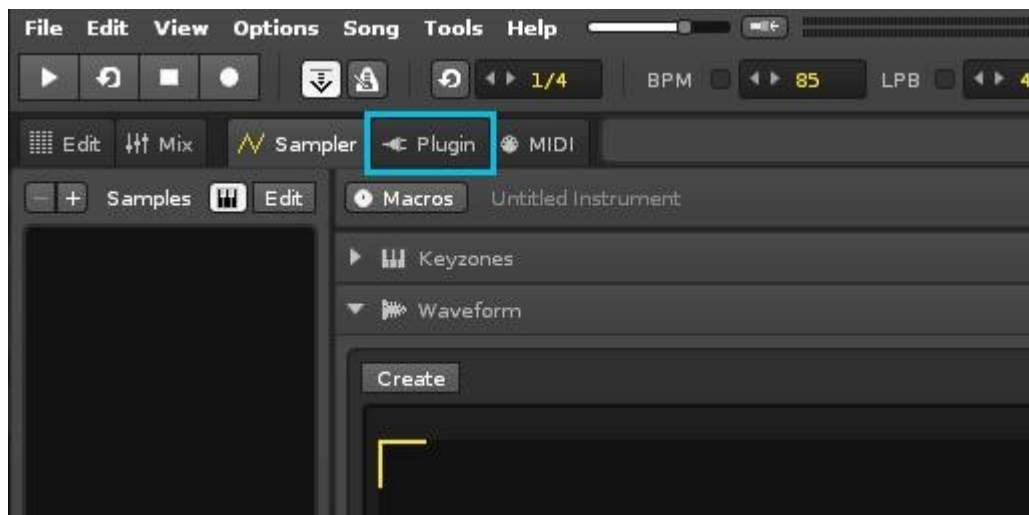 File Edit View Options Song Tools Help
1/4 BPM 85 LPB 4
Edit Mix Sampler Plugin MIDI
- + Samples Edit Macros Untitled Instrument
Keyzones
Waveform
Create